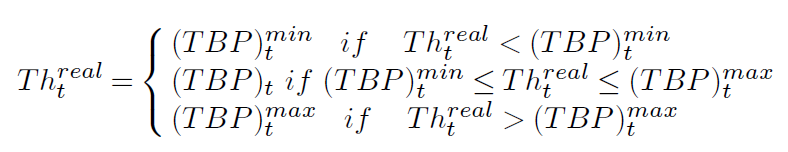 (TBP)_t^{min} if Th_t^{real} < (TBP)_t^{min}
Th_t^{real} = { (TBP)_t if (TBP)_t^{min} ≤ Th_t^{real} ≤ (TBP)_t^{max}
(TBP)_t^{max} if Th_t^{real} > (TBP)_t^{max}